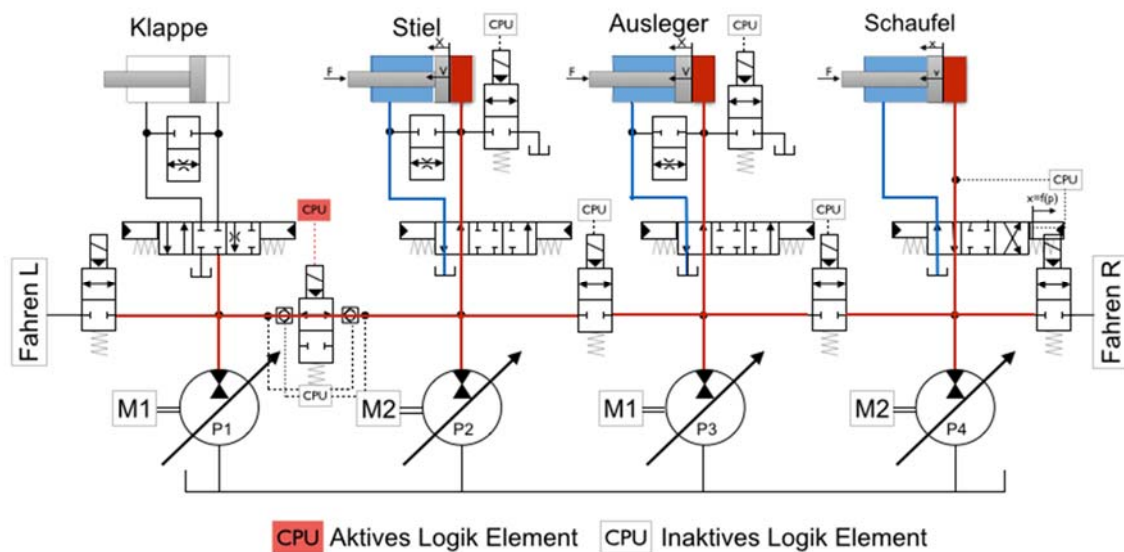 Klappe
Stiel
Ausleger
Schaufel
CPU
CPU
X
X
x
V
V
v
F
F
F
CPU
CPU
x=f(p)
CPU
CPU
CPU
Fahren L
Fahren R
CPU
M1
P1
M2
P2
M1
P3
M2
P4
CPU Aktives Logik Element
CPU Inaktives Logik Element